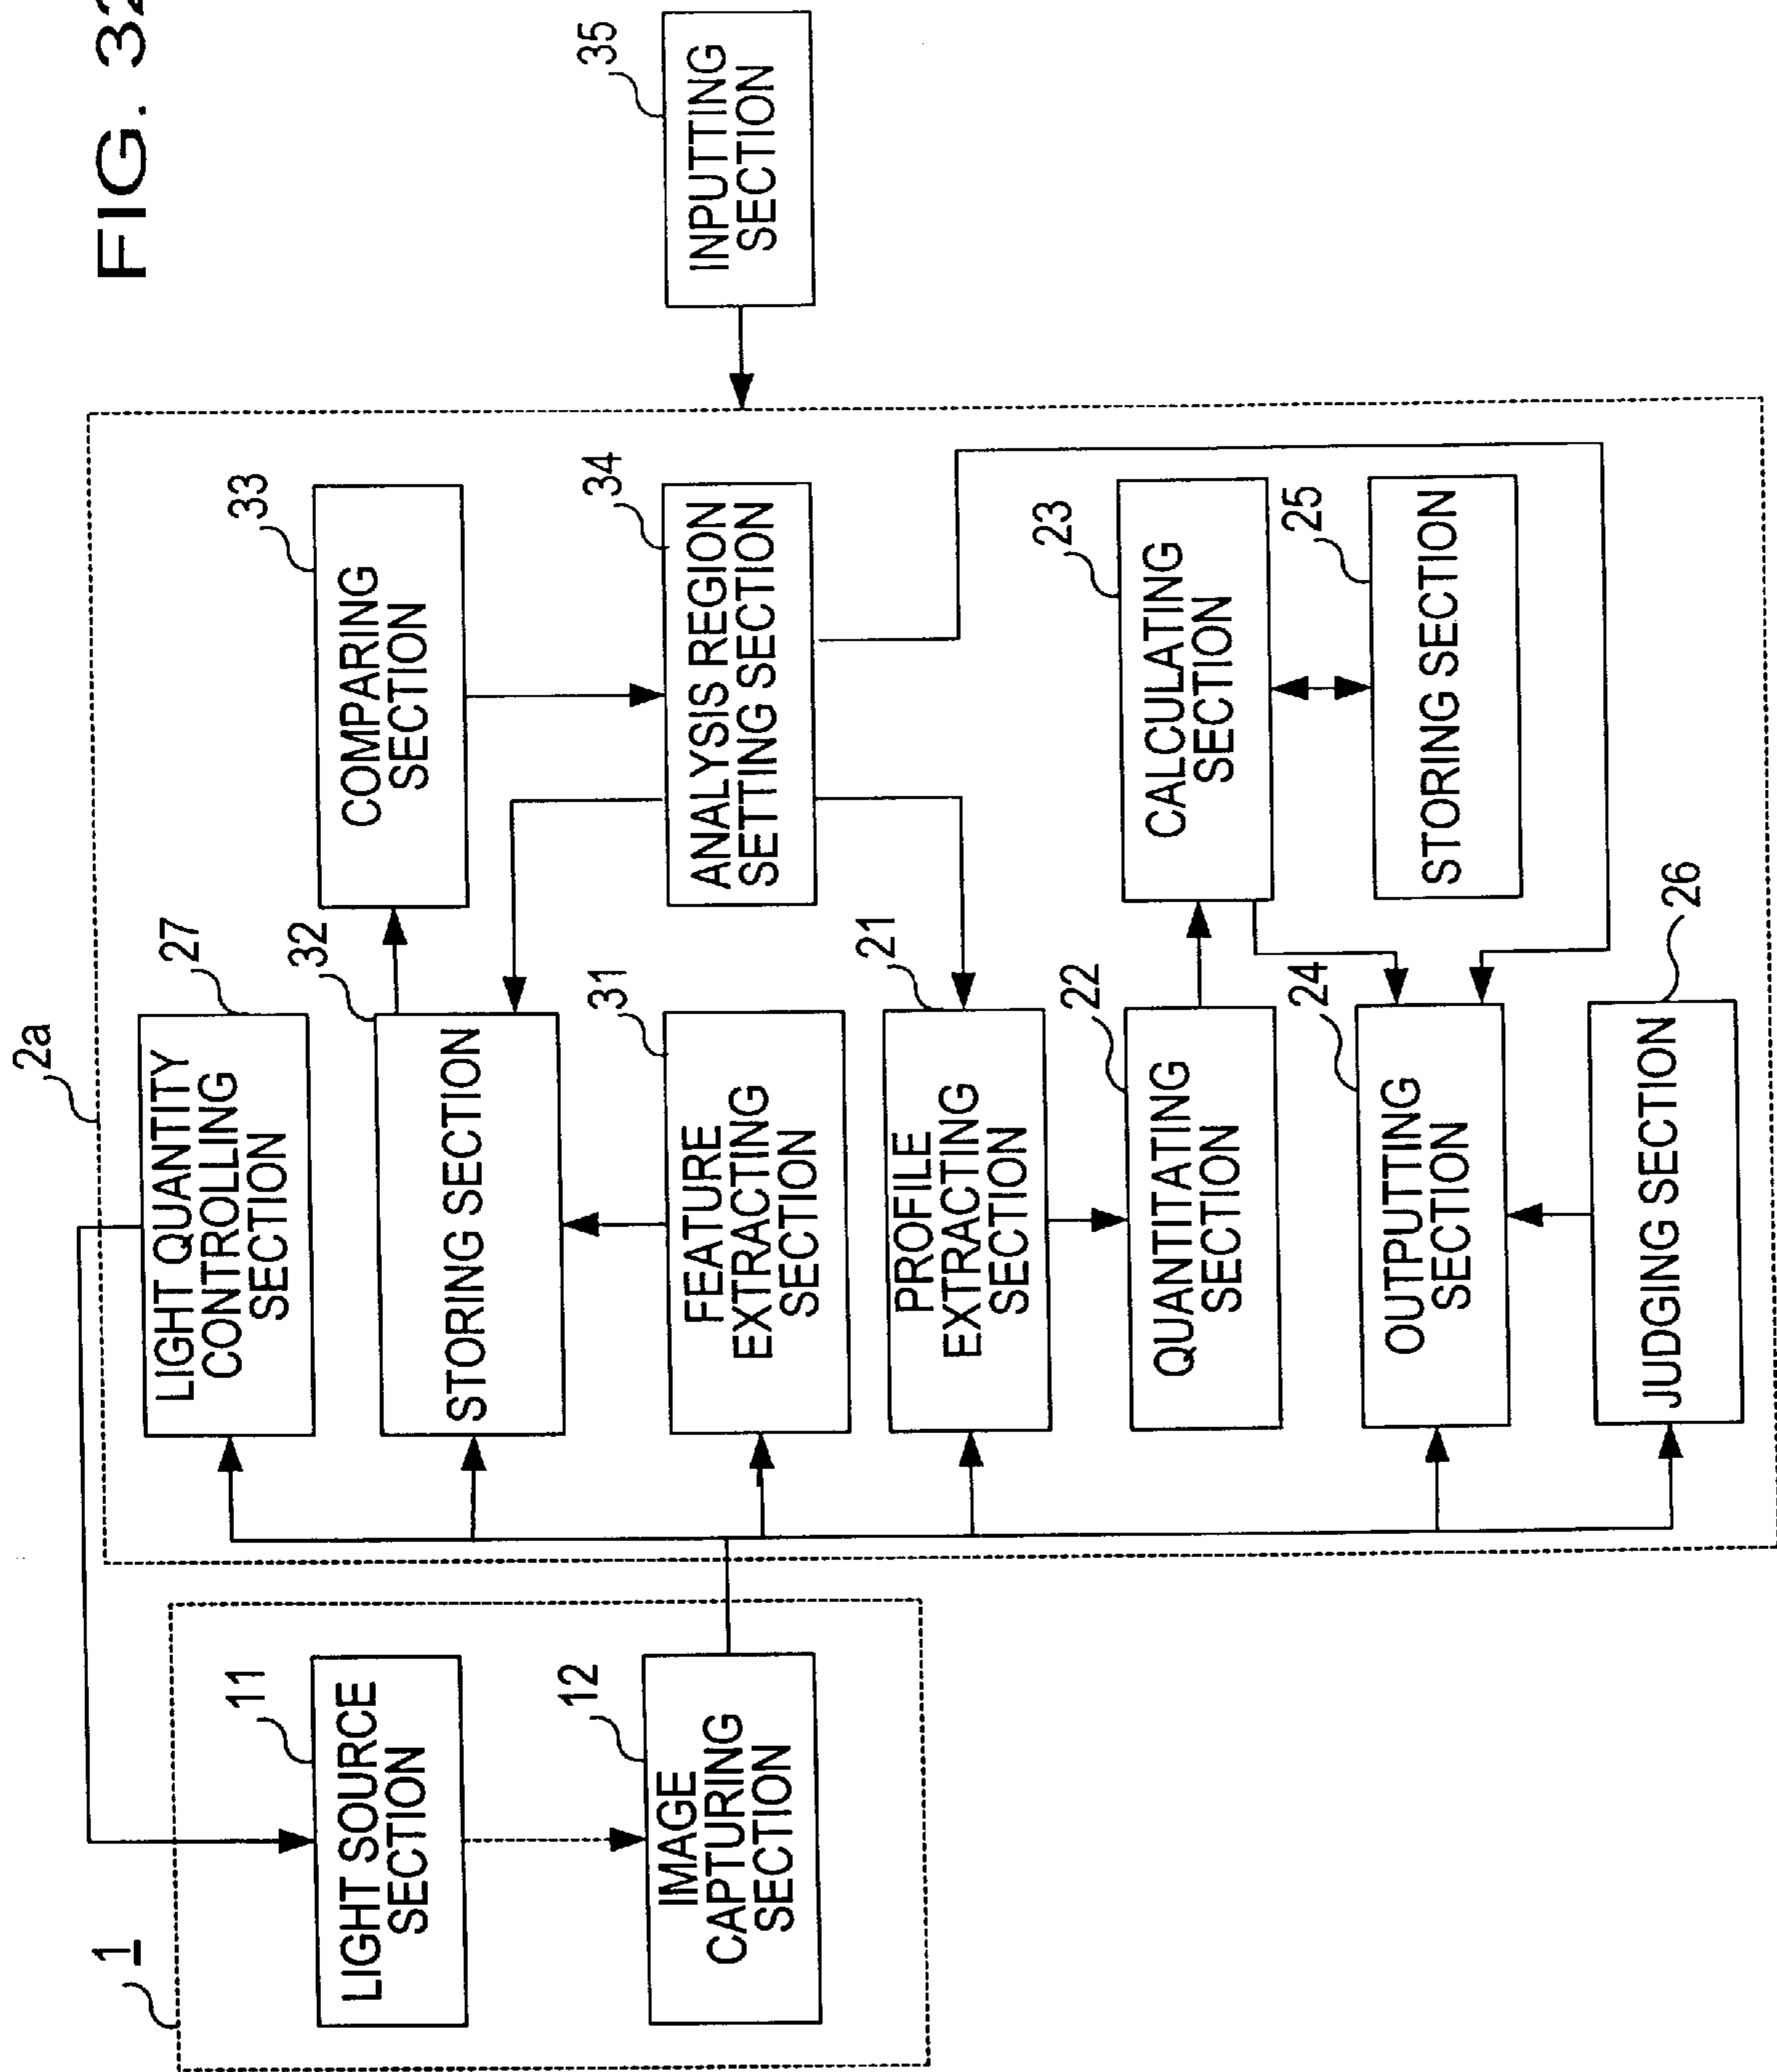 FIG. 32
1
11
LIGHT SOURCE
SECTION
12
IMAGE
CAPTURING
SECTION
2a
27
LIGHT QUANTITY
CONTROLLING
SECTION
32
STORING SECTION
31
FEATURE
EXTRACTING
SECTION
21
PROFILE
EXTRACTING
SECTION
22
QUANTITATING
SECTION
24
OUTPUTTING
SECTION
26
JUDGING SECTION
33
COMPARING
SECTION
34
ANALYSIS REGION
SETTING SECTION
23
CALCULATING
SECTION
25
STORING SECTION
35
INPUTTING
SECTION